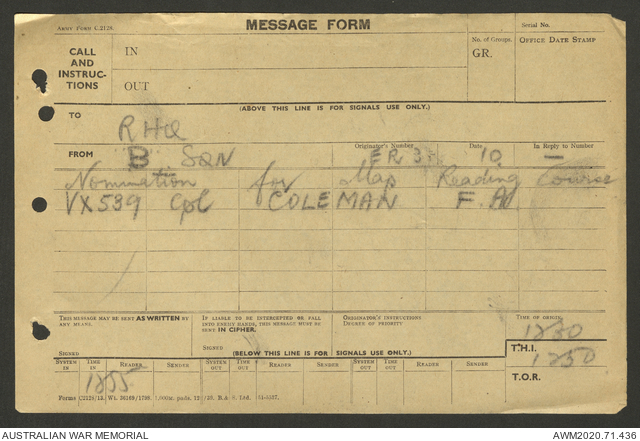 ARMY FORM C.2128.
MESSAGE FORM
Serial No.
CALL AND INSTRUC- TIONS
IN
OUT
No. of Groups. GR.
OFFICE DATE STAMP
(ABOVE THIS LINE IS FOR SIGNALS USE ONLY.)
TO
RHQ
FROM B SQN
Originator's Number ER 3
Date 10.
In Reply to Number —
Nomination for Map Reading Course
VX539 Cpl COLEMAN F. A
THIS MESSAGE MAY BE SENT AS WRITTEN BY ANY MEANS.
SIGNED
IF LIABLE TO BE INTERCEPTED OR FALL INTO ENEMY HANDS, THIS MESSAGE MUST BE SENT IN CIPHER.
SIGNED
ORIGINATOR'S INSTRUCTIONS DEGREE OF PRIORITY
TIME OF ORIGIN.
1230
(BELOW THIS LINE IS FOR SIGNALS USE ONLY.)
T.H.I. 1250
SYSTEM IN TIME IN READER SENDER SYSTEM OUT TIME OUT READER SENDER SYSTEM OUT TIME OUT READER SENDER
T.O.R.
1255
AUSTRALIAN WAR MEMORIAL
AWM2020.71.436